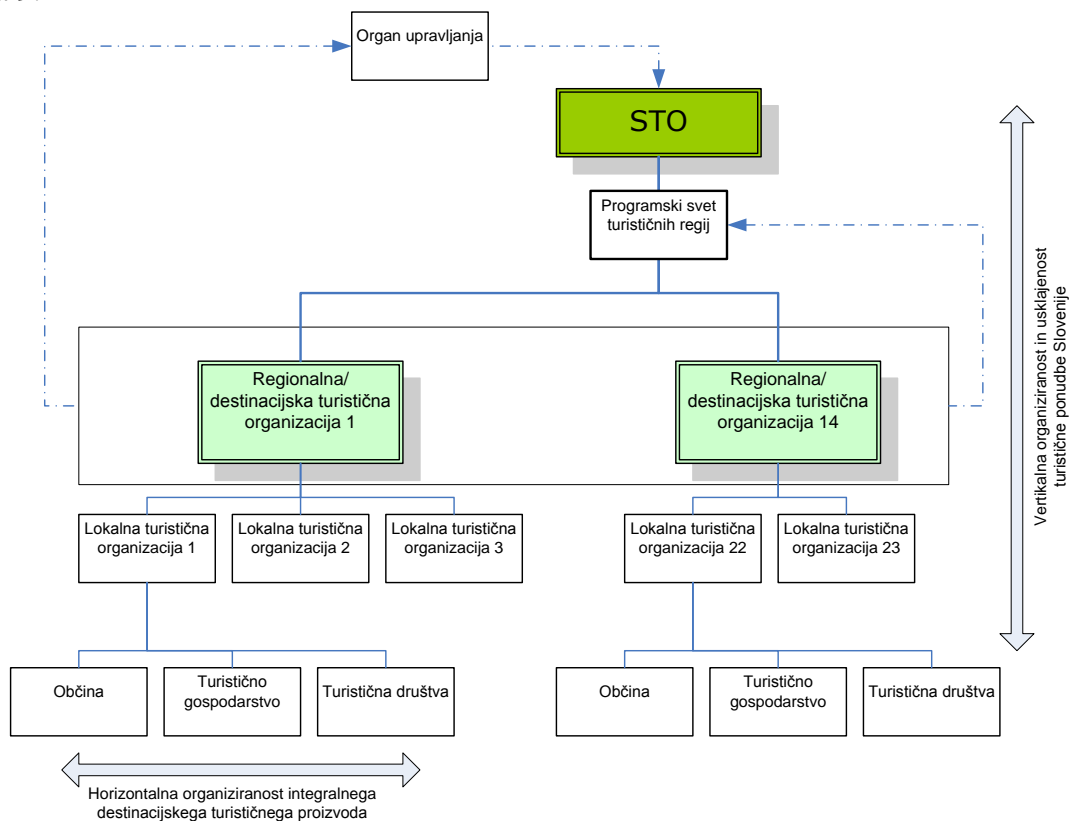 Organ upravljanja
STO
Programski svet
turističnih regij
Regionalna/
destinacijska turistična
organizacija 1
Regionalna/
destinacijska turistična
organizacija 14
Vertikalna organiziranost in usklajenost
turistične ponudbe Slovenije
Lokalna turistična
organizacija 1
Lokalna turistična
organizacija 2
Lokalna turistična
organizacija 3
Lokalna turistična
organizacija 22
Lokalna turistična
organizacija 23
Občina
Turistično
gospodarstvo
Turistična društva
Občina
Turistično
gospodarstvo
Turistična društva
Horizontalna organiziranost integralnega
destinacijskega turističnega proizvoda